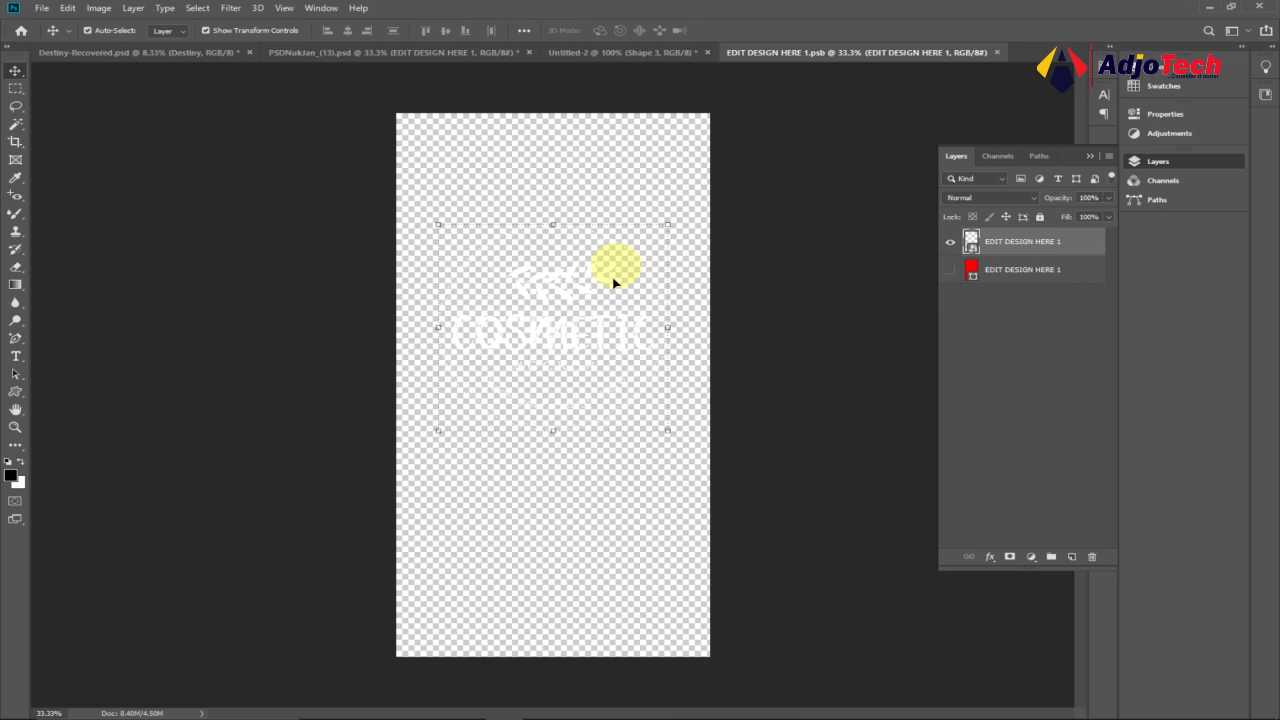 File Edit Image Layer Type Select Filter 3D View Window Help
Auto-Select: Layer Show Transform Controls 3D Mode:
Destiny-Recovered.psd @ 8.33% (Destiny, RGB/8) * × PSDNukJan_(13).psd @ 33.3% (EDIT DESIGN HERE 1, RGB/8#) * × Untitled-2 @ 100% (Shape 3, RGB/8) * × EDIT DESIGN HERE 1.psb @ 33.3% (EDIT DESIGN HERE 1, RGB/8#) ×
AdjoTech
Consider it done
Swatches
Properties
Adjustments
Layers
Channels
Paths
Layers Channels Paths
Kind
Normal Opacity: 100%
Lock: Fill: 100%
EDIT DESIGN HERE 1
EDIT DESIGN HERE 1
COSMETIC
33.33% Doc: 8.40M/4.50M